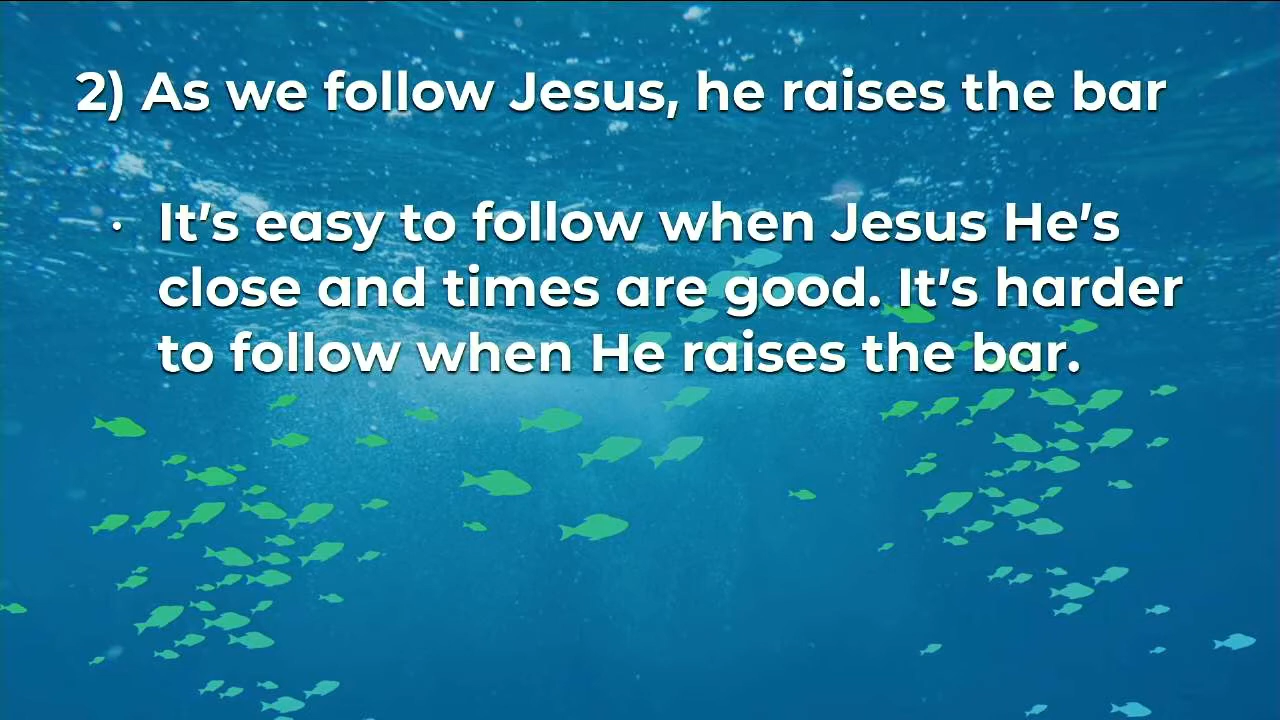 2) As we follow Jesus, he raises the bar
• It's easy to follow when Jesus He's
close and times are good. It's harder
to follow when He raises the bar.